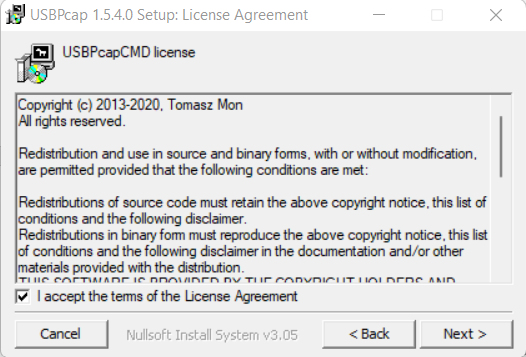 USBPcap 1.5.4.0 Setup: License Agreement
USBPcapCMD license
Copyright (c) 2013-2020, Tomasz Mon
All rights reserved.
Redistribution and use in source and binary forms, with or without modification,
are permitted provided that the following conditions are met:
Redistributions of source code must retain the above copyright notice, this list of
conditions and the following disclaimer.
Redistributions in binary form must reproduce the above copyright notice, this list
of conditions and the following disclaimer in the documentation and/or other
materials provided with the distribution.
THIS SOFTWARE IS PROVIDED BY THE COPYRIGHT HOLDERS AND
I accept the terms of the License Agreement
Cancel
Nullsoft Install System v3.05
< Back
Next >